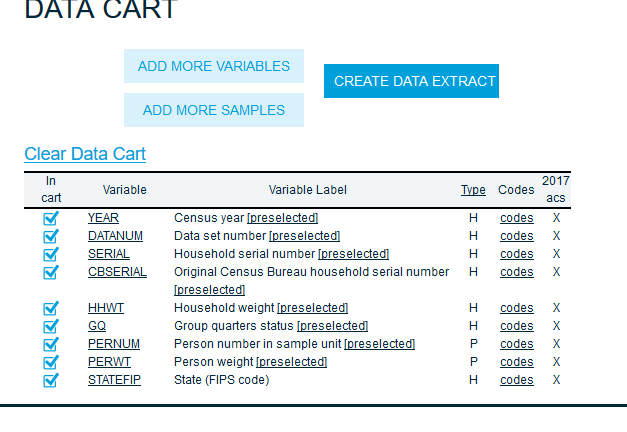 DATA CART
ADD MORE VARIABLES
CREATE DATA EXTRACT
ADD MORE SAMPLES
Clear Data Cart
In cart Variable Variable Label Type Codes 2017 acs
YEAR Census year [preselected] H codes X
DATANUM Data set number [preselected] H codes X
SERIAL Household serial number [preselected] H codes X
CBSERIAL Original Census Bureau household serial number H codes X
[preselected]
HHWT Household weight [preselected] H codes X
GQ Group quarters status [preselected] H codes X
PERNUM Person number in sample unit [preselected] P codes X
PERWT Person weight [preselected] P codes X
STATEFIP State (FIPS code) H codes X